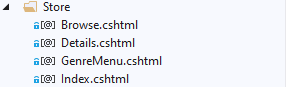 Store
[@] Browse.cshtml
[@] Details.cshtml
[@] GenreMenu.cshtml
[@] Index.cshtml